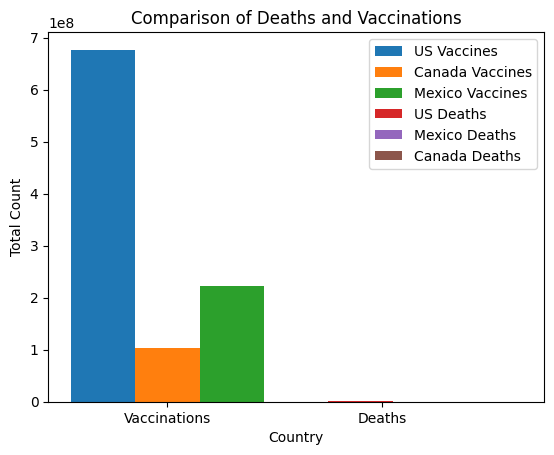 Comparison of Deaths and Vaccinations
1e8
7
6
5
4
3
2
1
0
Total Count
US Vaccines
Canada Vaccines
Mexico Vaccines
US Deaths
Mexico Deaths
Canada Deaths
Vaccinations
Deaths
Country